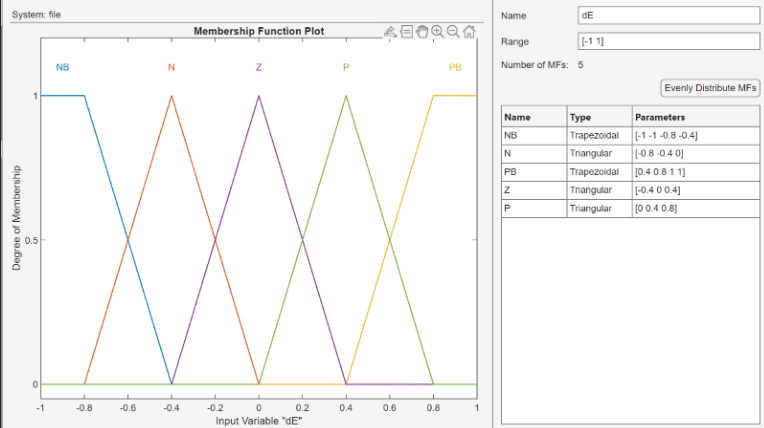 System: file
Membership Function Plot
NB N Z P PB
1
0.5
0
Degree of Membership
-1 -0.8 -0.6 -0.4 -0.2 0 0.2 0.4 0.6 0.8 1
Input Variable "dE"
Name dE
Range [-1 1]
Number of MFs: 5
Evenly Distribute MFs
Name Type Parameters
NB Trapezoidal [-1 -1 -0.8 -0.4]
N Triangular [-0.8 -0.4 0]
PB Trapezoidal [0.4 0.8 1 1]
Z Triangular [-0.4 0 0.4]
P Triangular [0 0.4 0.8]